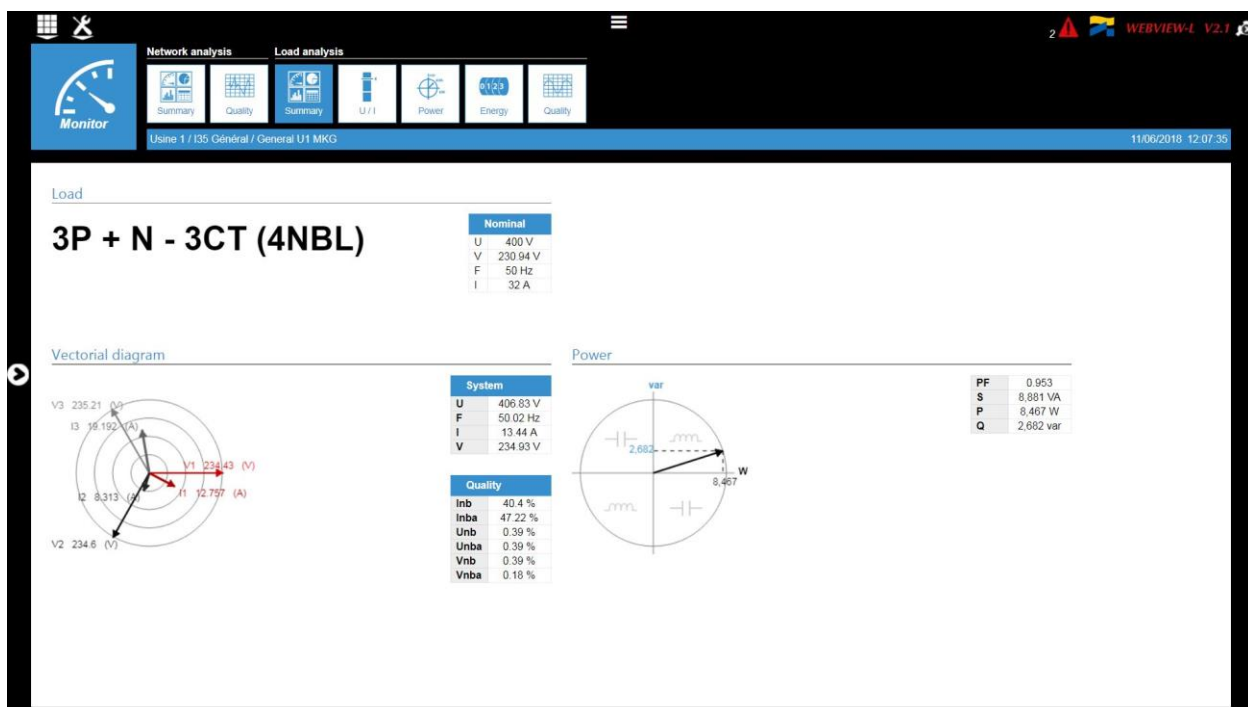 2 WEBVIEW-L V2.1
Network analysis Load analysis
Monitor
Summary Quality Summary U / I Power Energy Quality
Usine 1 / I35 Général / General U1 MKG 11/06/2018 12:07:35
Load
3P + N - 3CT (4NBL)
Nominal
U 400 V
V 230.94 V
F 50 Hz
I 32 A
Vectorial diagram
V3 235.21 (V)
I3 19.192 (A)
V1 234.43 (V)
I2 8.313 (A)
I1 12.757 (A)
V2 234.6 (V)
System
U 406.83 V
F 50.02 Hz
I 13.44 A
V 234.93 V
Quality
Inb 40.4 %
Inba 47.22 %
Unb 0.39 %
Unba 0.39 %
Vnb 0.39 %
Vnba 0.18 %
Power
var
2,682
W
8,467
PF 0.953
S 8,881 VA
P 8,467 W
Q 2,682 var